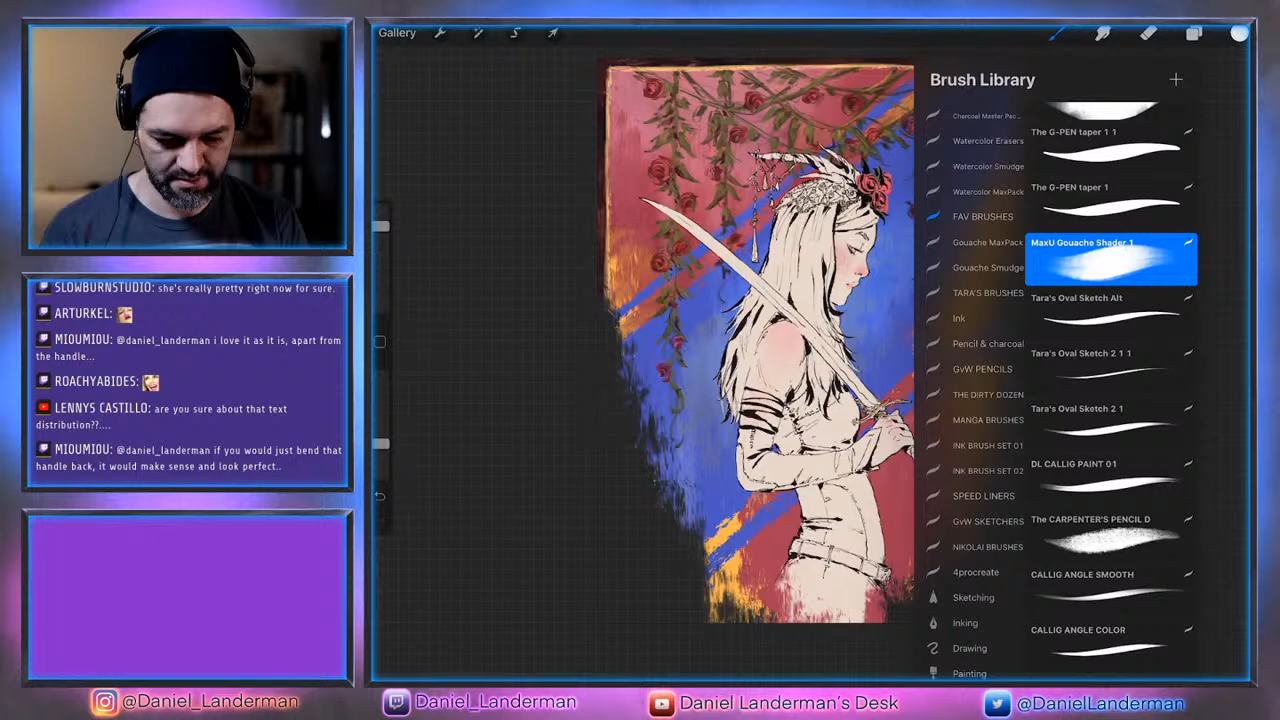 SLOWBURNSTUDIO: she's really pretty right now for sure.
ARTURKEL:
MIOUMIOU: @daniel_landerman i love it as it is, apart from
the handle...
ROACHYABIDES:
LENNYS CASTILLO: are you sure about that text
distribution??....
MIOUMIOU: @daniel_landerman if you would just bend that
handle back, it would make sense and look perfect..
Gallery
Brush Library
Charcoal Master Pec...
Watercolor Erasers
Watercolor Smudge
Watercolor MaxPack
FAV BRUSHES
Gouache MaxPack
Gouache Smudge
TARA'S BRUSHES
Ink
Pencil & charcoal
GvW PENCILS
THE DIRTY DOZEN
MANGA BRUSHES
INK BRUSH SET 01
INK BRUSH SET 02
SPEED LINERS
GvW SKETCHERS
NIKOLAI BRUSHES
4procreate
Sketching
Inking
Drawing
Painting
The G-PEN taper 1 1
The G-PEN taper 1
MaxU Gouache Shader 1
Tara's Oval Sketch Alt
Tara's Oval Sketch 2 1 1
Tara's Oval Sketch 2 1
DL CALLIG PAINT 01
The CARPENTER'S PENCIL D
CALLIG ANGLE SMOOTH
CALLIG ANGLE COLOR
@Daniel_Landerman
Daniel_Landerman
Daniel Landerman's Desk
@DanielLanderman